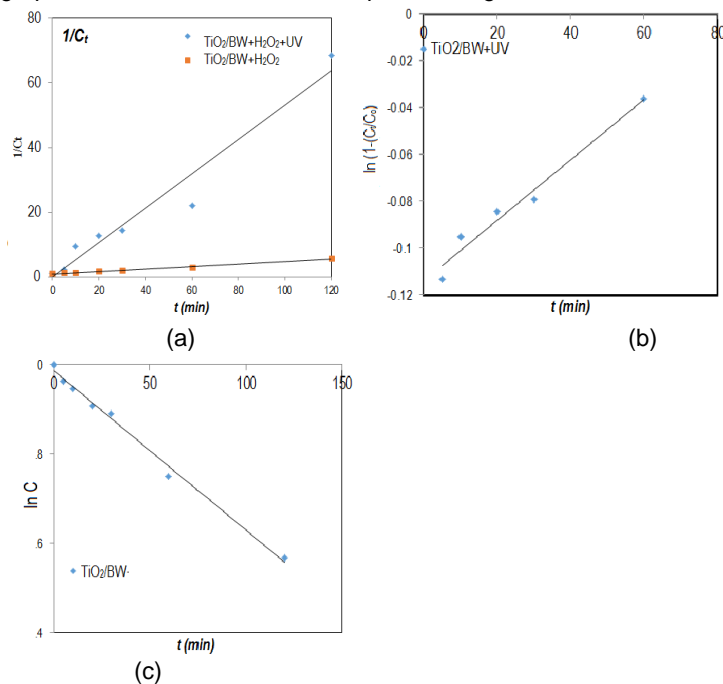 1/Cₜ
TiO₂/BW+H₂O₂+UV
TiO₂/BW+H₂O₂
80
60
40
20
0
1/Ct
0 20 40 60 80 100 120
t (min)
(a)
0
-0.02
-0.04
-0.06
-0.08
-0.1
-0.12
0 20 40 60 80
TiO2/BW+UV
ln (1-(Cₜ/C₀)
t (min)
(b)
0
.8
.6
.4
0 50 100 150
ln C
TiO₂/BW
t (min)
(c)